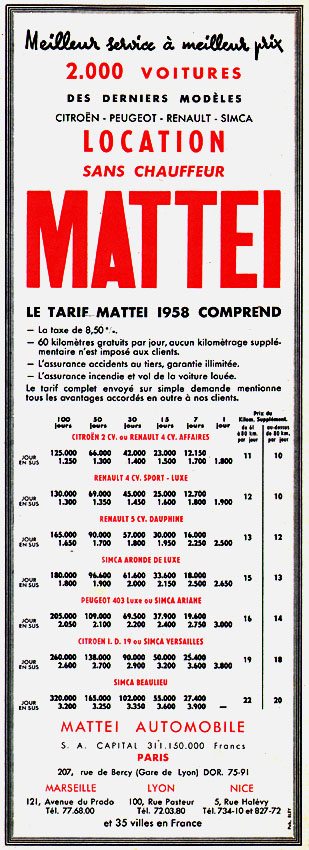 Meilleur service à meilleur prix
2.000 VOITURES
DES DERNIERS MODÈLES
CITROËN - PEUGEOT - RENAULT - SIMCA
LOCATION
SANS CHAUFFEUR
MATTEI
LE TARIF MATTEI 1958 COMPREND
— La taxe de 8,50 °/o.
— 60 kilomètres gratuits par jour, aucun kilométrage supplé-
mentaire n'est imposé aux clients.
— L'assurance accidents au tiers, garantie illimitée.
— L'assurance incendie et vol de la voiture louée.
Le tarif complet envoyé sur simple demande mentionne
tous les avantages accordés en outre à nos clients.
100 jours 50 jours 30 jours 15 jours 7 jours 1 jour
Prix du Kilom. Supplément.
de 61 à 80 km. par jour
au-dessus de 80 km. par jour
CITROËN 2 CV. ou RENAULT 4 CV. AFFAIRES
125.000 66.000 42.000 23.000 12.150
JOUR EN SUS 1.250 1.300 1.400 1.500 1.700 1.800 11 10
RENAULT 4 CV. SPORT - LUXE
130.000 69.000 45.000 25.000 12.700
JOUR EN SUS 1.300 1.350 1.450 1.600 1.800 1.900 12 10
RENAULT 5 CV. DAUPHINE
165.000 90.000 57.000 30.000 16.000
JOUR EN SUS 1.650 1.700 1.800 1.950 2.250 2.500 13 12
SIMCA ARONDE DE LUXE
180.000 96.600 61.600 33.600 18.000
JOUR EN SUS 1.800 1.900 2.000 2.150 2.500 2.650 15 13
PEUGEOT 403 Luxe ou SIMCA ARIANE
205.000 109.000 69.500 37.900 19.600
JOUR EN SUS 2.050 2.100 2.200 2.400 2.750 3.000 16 14
CITROEN I. D. 19 ou SIMCA VERSAILLES
260.000 138.000 90.000 50.000 25.400
JOUR EN SUS 2.600 2.700 2.900 3.200 3.600 3.800 19 18
SIMCA BEAULIEU
320.000 165.000 102.000 55.000 27.400
JOUR EN SUS 3.200 3.250 3.350 3.600 3.900 — 22 20
MATTEI AUTOMOBILE
S. A. CAPITAL 311.150.000 Francs
PARIS
207, rue de Bercy (Gare de Lyon) DOR. 75-91
MARSEILLE LYON NICE
121, Avenue du Prado 100, Rue Pasteur 5, Rue Halévy
Tél. 77.68.00 Tél. 72.03.80 Tél. 734-10 et 827-72
et 35 villes en France